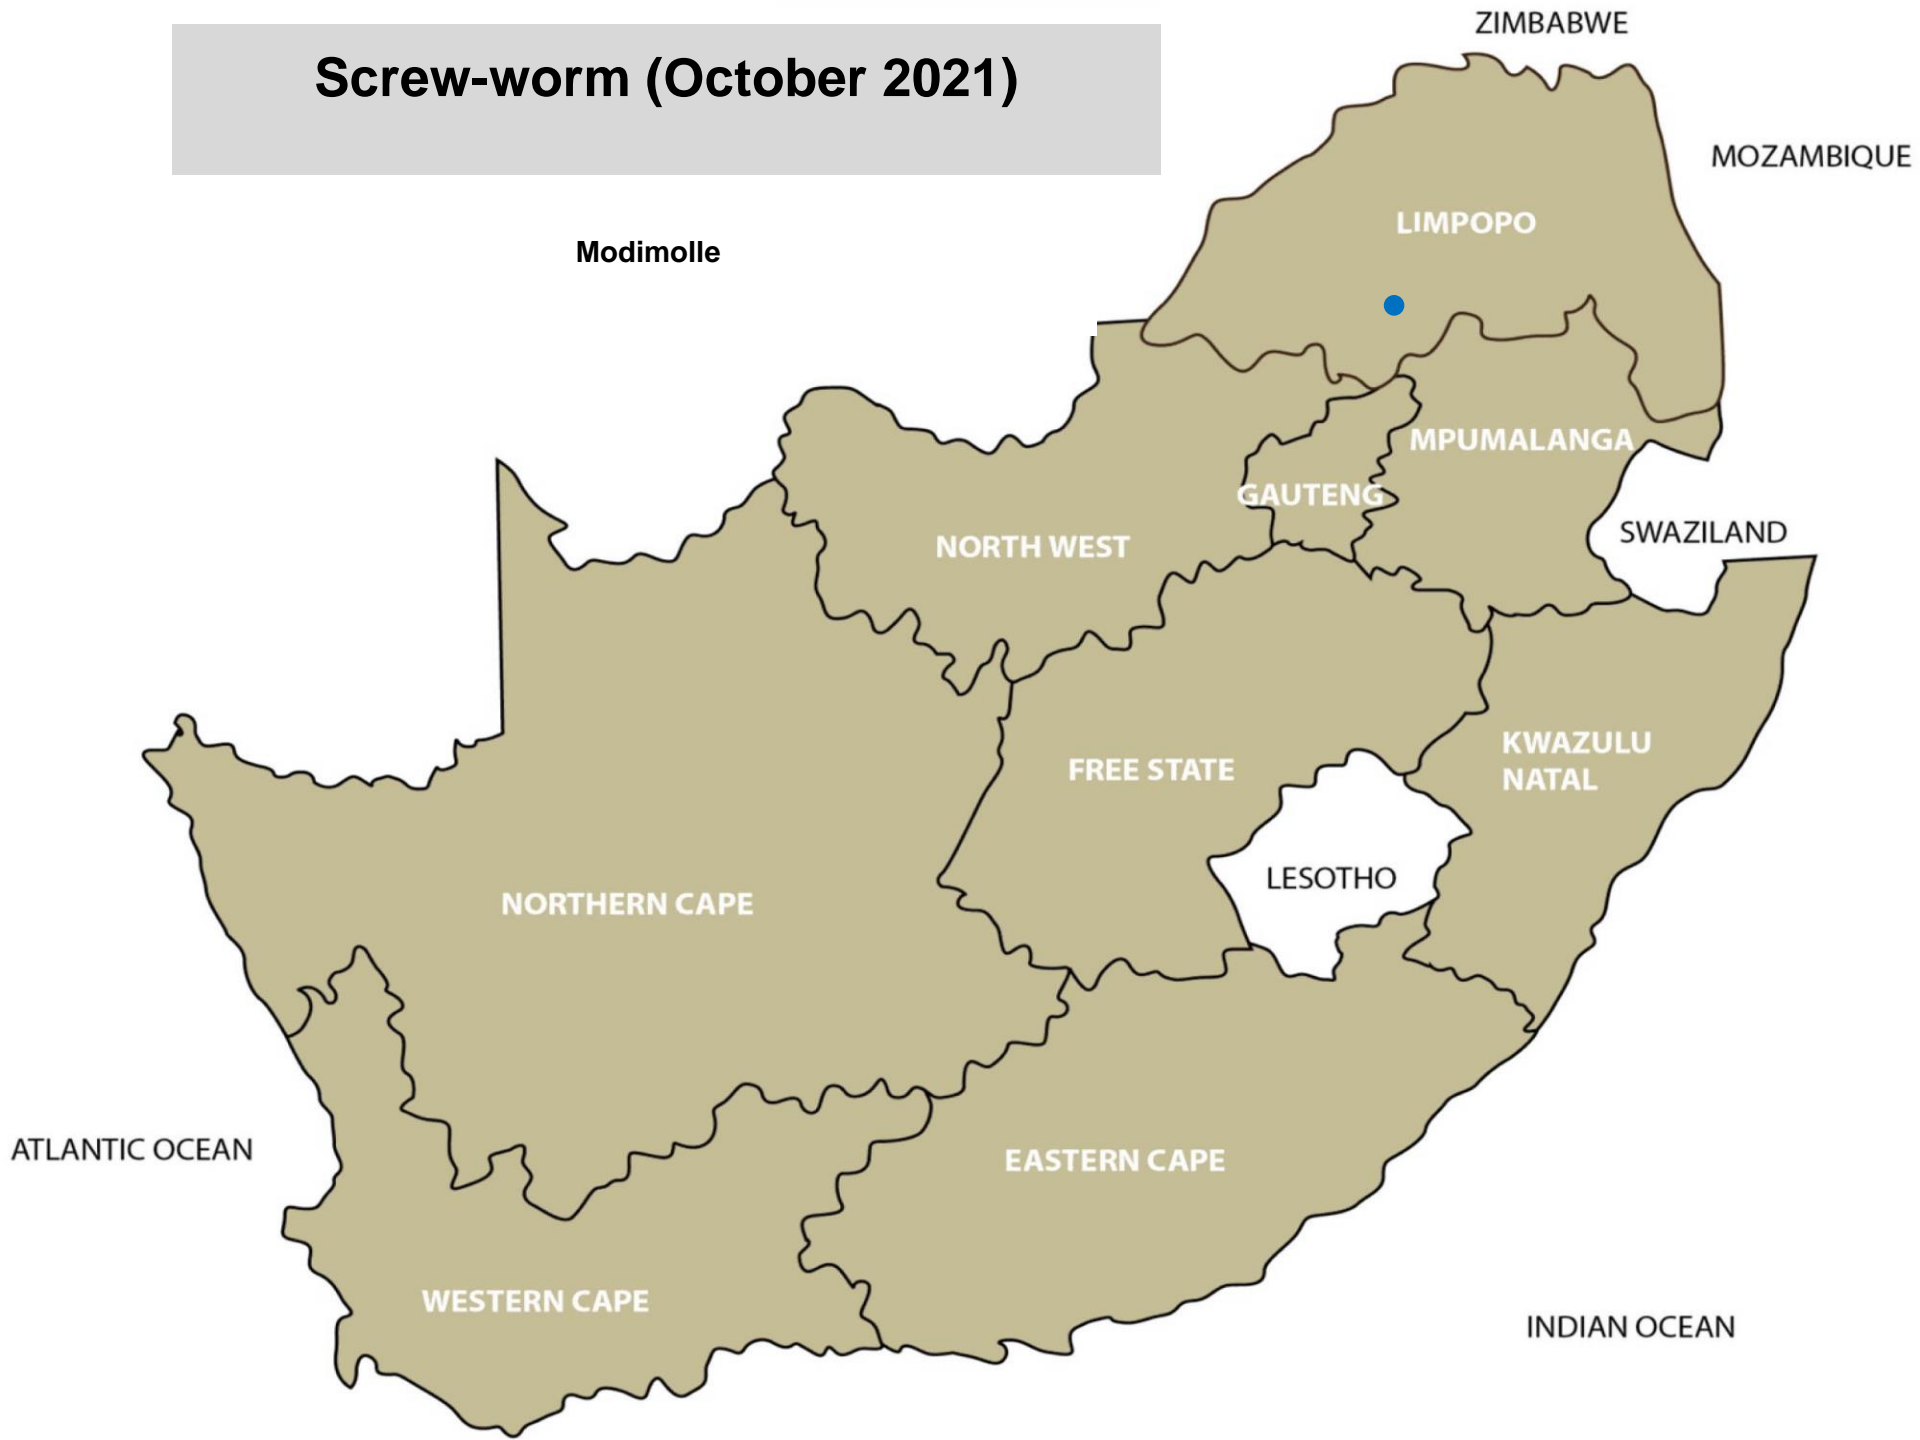 ZIMBABWE
Screw-worm (October 2021)
MOZAMBIQUE
LIMPOPO
Modimolle
MPUMALANGA
GAUTENG
SWAZILAND
NORTH WEST
KWAZULU
NATAL
FREE STATE
LESOTHO
NORTHERN CAPE
ATLANTIC OCEAN
EASTERN CAPE
WESTERN CAPE
INDIAN OCEAN